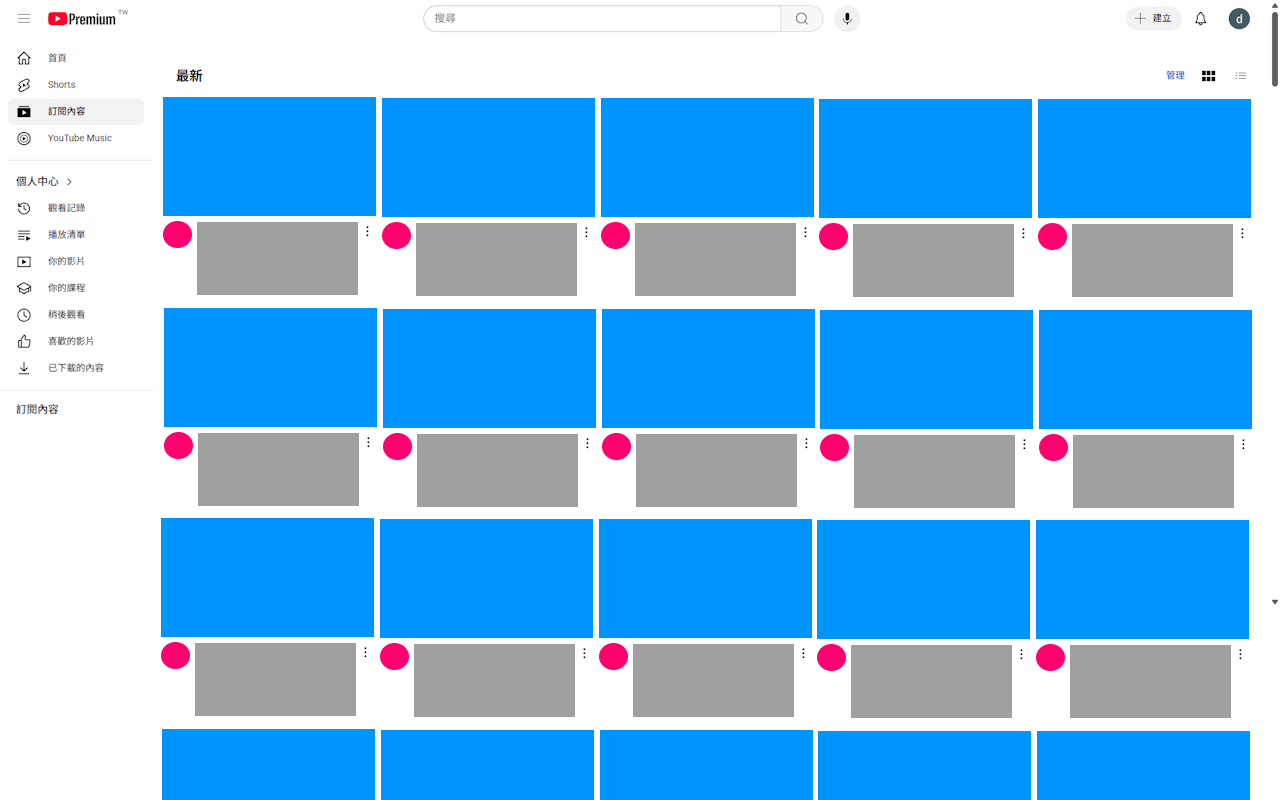 Premium TW
搜尋
建立
d
首頁
Shorts
訂閱內容
YouTube Music
個人中心
觀看記錄
播放清單
你的影片
你的課程
稍後觀看
喜歡的影片
已下載的內容
訂閱內容
最新
管理